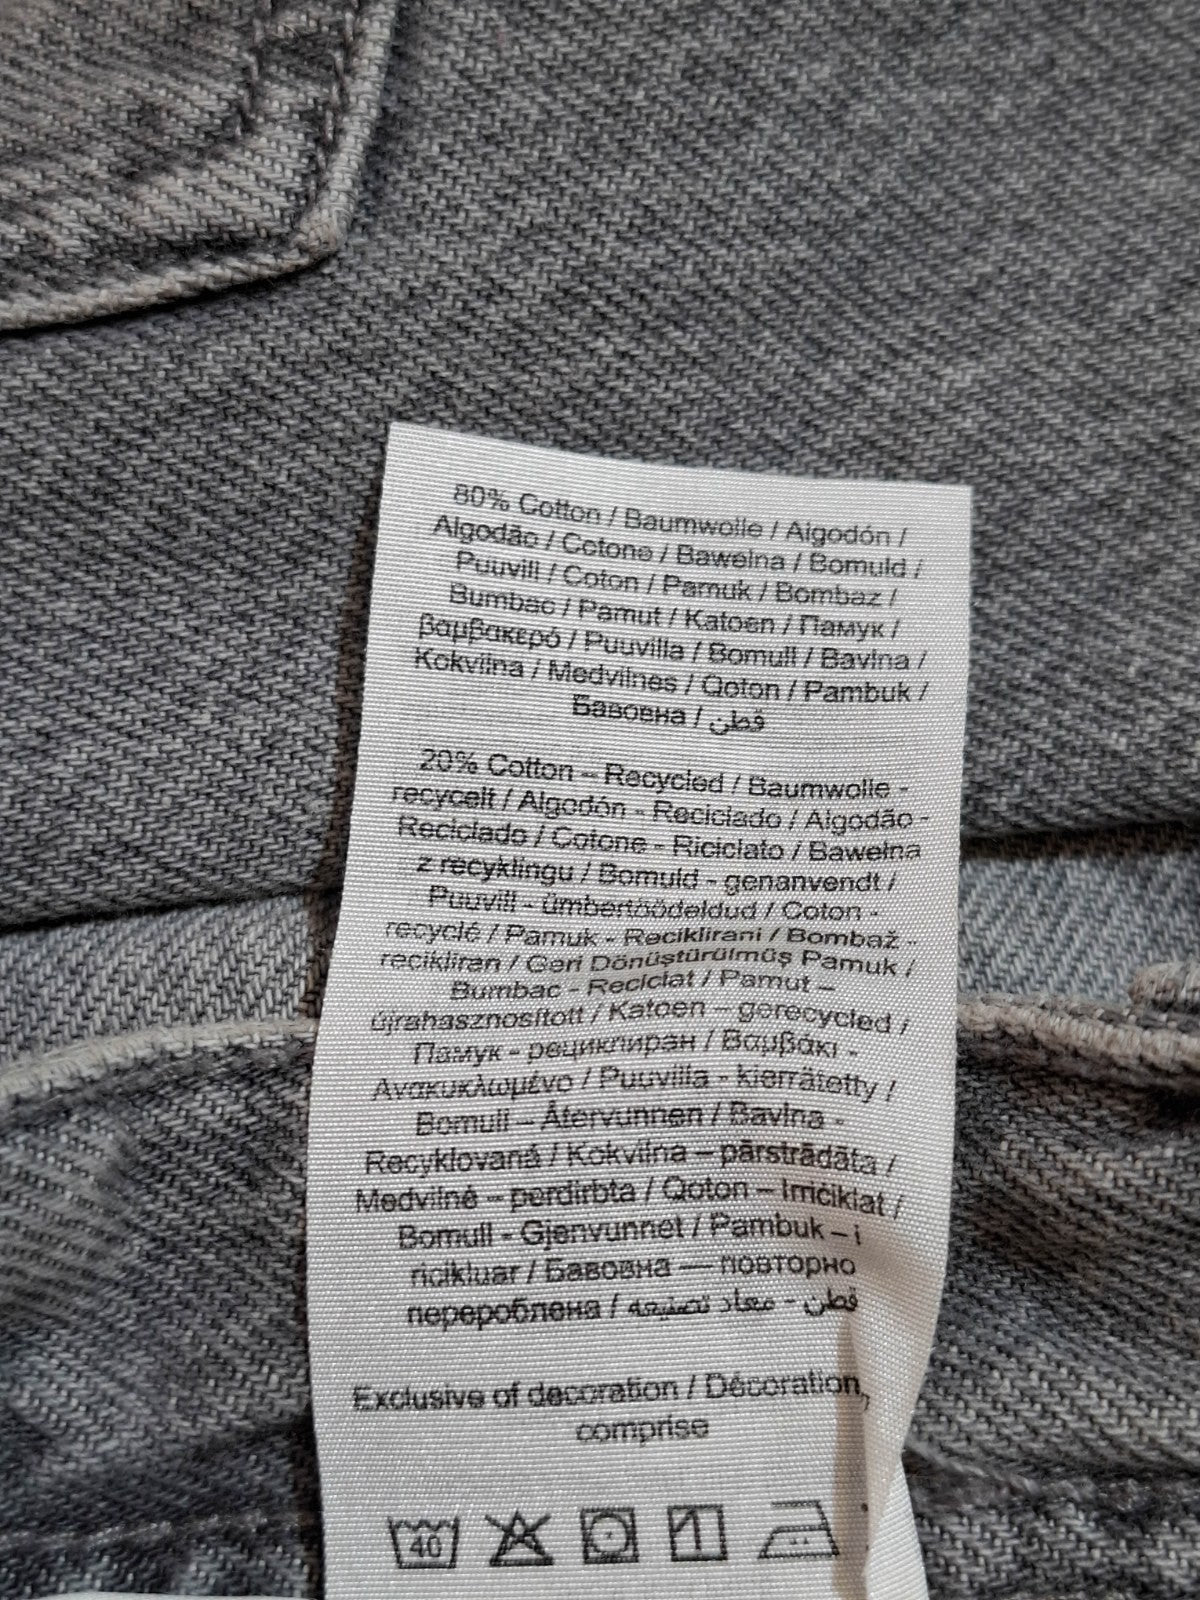 80% Cotton / Baumwolle / Algodón /
Algodão / Cotone / Bawełna / Bomuld /
Puuvill / Coton / Pamuk / Bombaž /
Bumbac / Pamut / Katoen / Памук /
βαμβακερό / Puuvilla / Bomull / Bavlna /
Kokvilna / Medvilnės / Qoton / Pambuk /
Бавовна / قطن
20% Cotton – Recycled / Baumwolle -
recycelt / Algodón - Reciclado / Algodão -
Reciclado / Cotone - Riciclato / Bawełna
z recyklingu / Bomuld - genanvendt /
Puuvill - ümbertöödeldud / Coton -
recyclé / Pamuk - Reciklirani / Bombaž -
recikliran / Geri Dönüştürülmüş Pamuk /
Bumbac - Reciclat / Pamut –
újrahasznosított / Katoen – gerecycled /
Памук - рециклиран / Βαμβάκι -
Ανακυκλωμένο / Puuvilla - kierrätetty /
Bomull – Återvunnen / Bavlna -
Recyklovaná / Kokvilna – pārstrādāta /
Medvilnė – perdirbta / Qoton – Irriċiklat /
Bomull - Gjenvunnet / Pambuk – i
ricikluar / Бавовна — повторно
перероблена / قطن - معاد تصنيعه
Exclusive of decoration / Décoration,
comprise
40